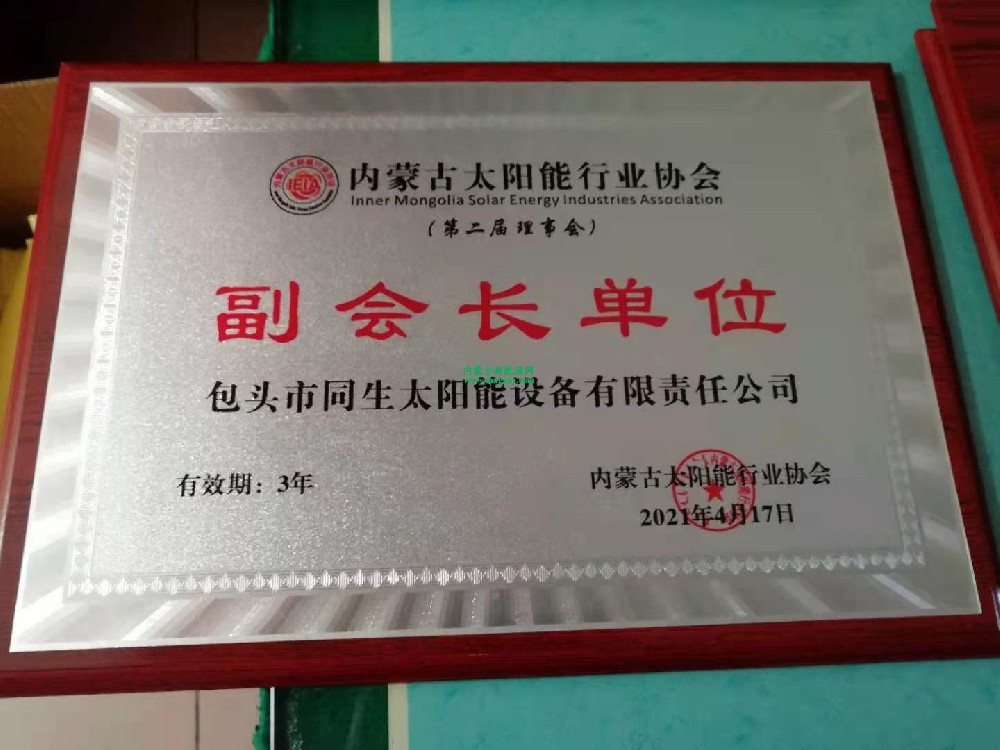 内蒙古太阳能行业协会
Inner Mongolia Solar Energy Industries Association
（第二届理事会）
副会长单位
包头市同生太阳能设备有限责任公司
有效期：3年
内蒙古太阳能行业协会
2021年4月17日